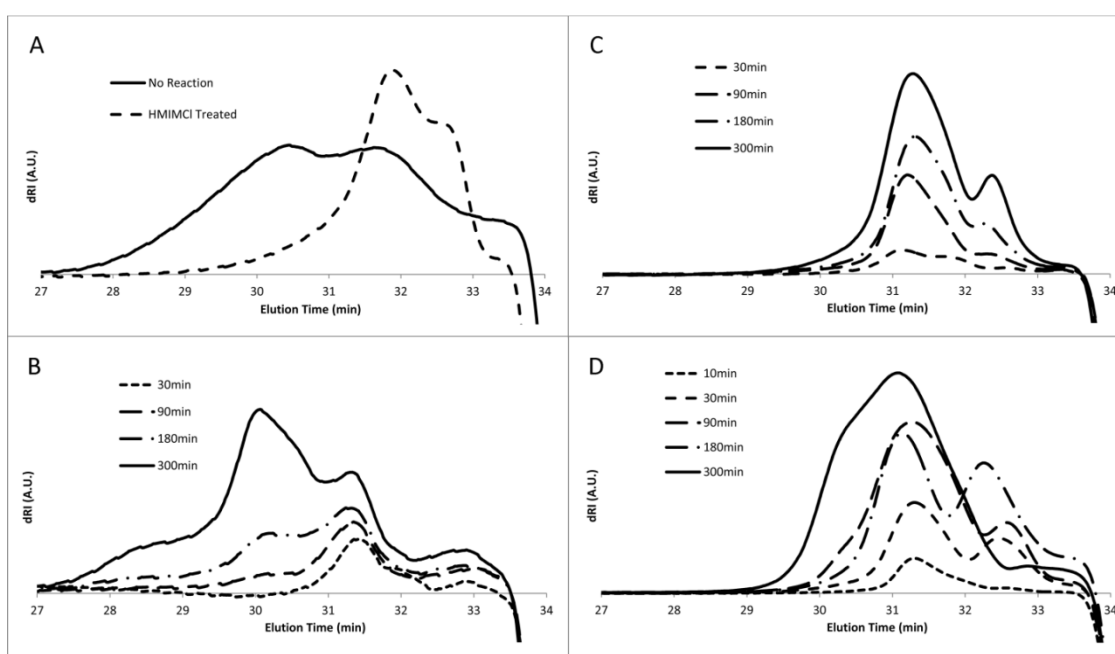 A
No Reaction
HMIMCl Treated
dRI (A.U.)
27 28 29 30 31 32 33 34
Elution Time (min)
C
30min
90min
180min
300min
dRI (A.U.)
27 28 29 30 31 32 33 34
Elution Time (min)
B
30min
90min
180min
300min
dRI (A.U.)
27 28 29 30 31 32 33 34
Elution Time (min)
D
10min
30min
90min
180min
300min
dRI (A.U.)
27 28 29 30 31 32 33 34
Elution Time (min)